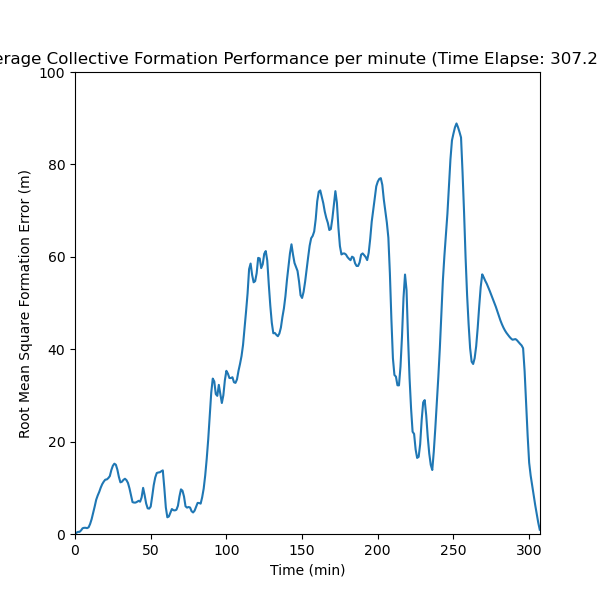 erage Collective Formation Performance per minute (Time Elapse: 307.2
100
80
60
40
20
0
Root Mean Square Formation Error (m)
0 50 100 150 200 250 300
Time (min)